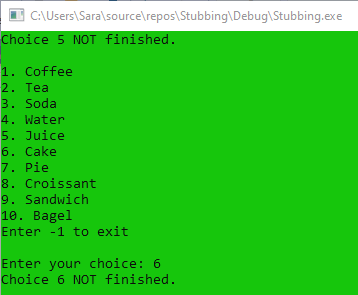 C:\Users\Sara\source\repos\Stubbing\Debug\Stubbing.exe
Choice 5 NOT finished.
1. Coffee
2. Tea
3. Soda
4. Water
5. Juice
6. Cake
7. Pie
8. Croissant
9. Sandwich
10. Bagel
Enter -1 to exit
Enter your choice: 6
Choice 6 NOT finished.